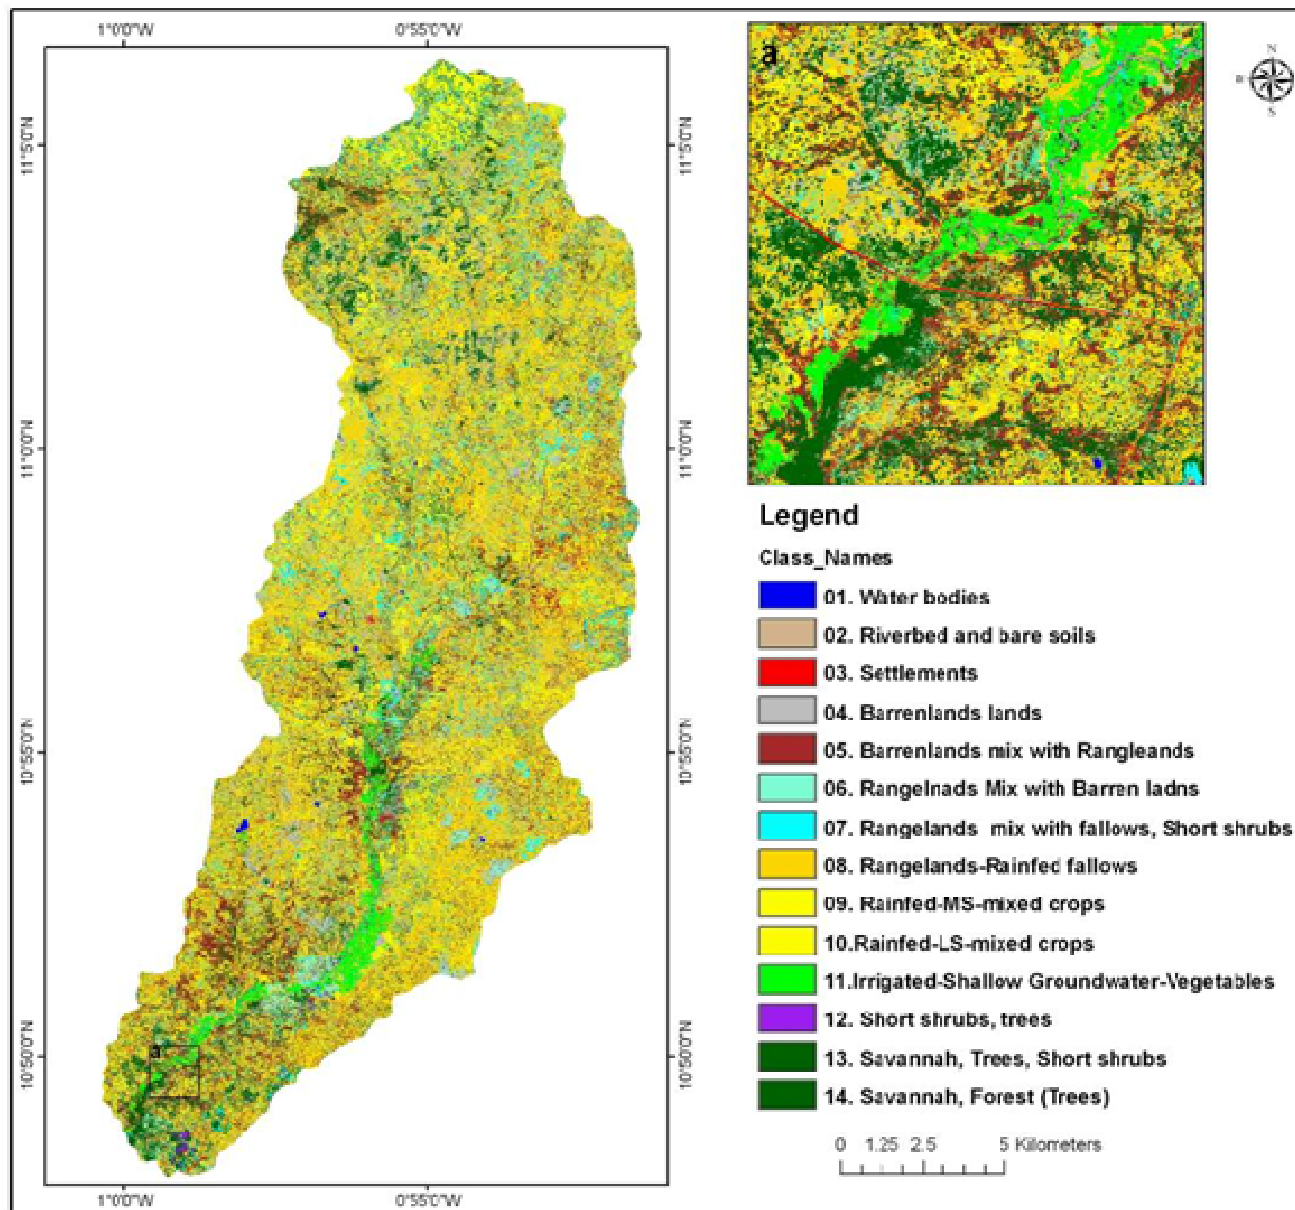 1°0'0"W 0°55'0"W
a
N
S
11°5'0"N 11°5'0"N
11°0'0"N 11°0'0"N
Legend
Class_Names
01. Water bodies
02. Riverbed and bare soils
03. Settlements
04. Barrenlands lands
05. Barrenlands mix with Rangleands
06. Rangelnads Mix with Barren ladns
07. Rangelands mix with fallows, Short shrubs
08. Rangelands-Rainfed fallows
09. Rainfed-MS-mixed crops
10.Rainfed-LS-mixed crops
11.Irrigated-Shallow Groundwater-Vegetables
12. Short shrubs, trees
13. Savannah, Trees, Short shrubs
14. Savannah, Forest (Trees)
10°55'0"N 10°55'0"N
10°50'0"N 10°50'0"N
a
0 1.25 2.5 5 Kilometers
1°0'0"W 0°55'0"W